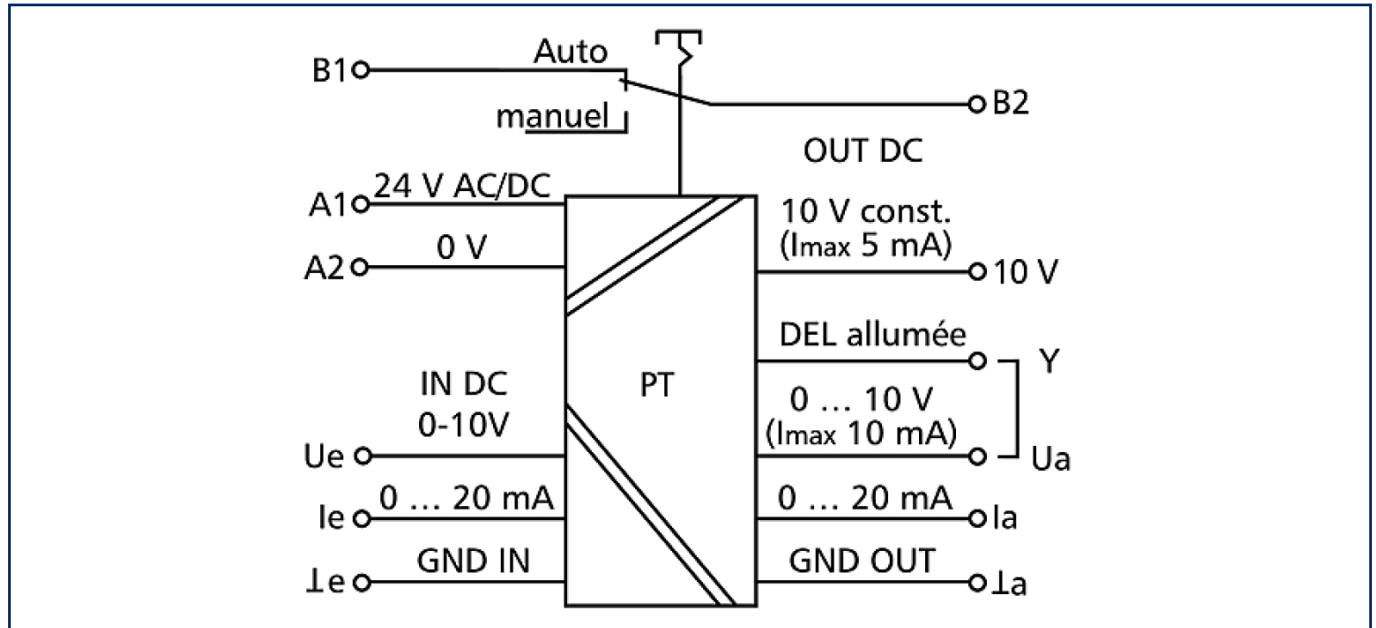 B1
Auto
manuel
B2
OUT DC
A1
24 V AC/DC
A2
0 V
10 V const.
(Imax 5 mA)
10 V
DEL allumée
Y
IN DC
0-10V
PT
0 … 10 V
(Imax 10 mA)
Ue
Ua
Ie
0 … 20 mA
0 … 20 mA
Ia
⊥e
GND IN
GND OUT
⊥a